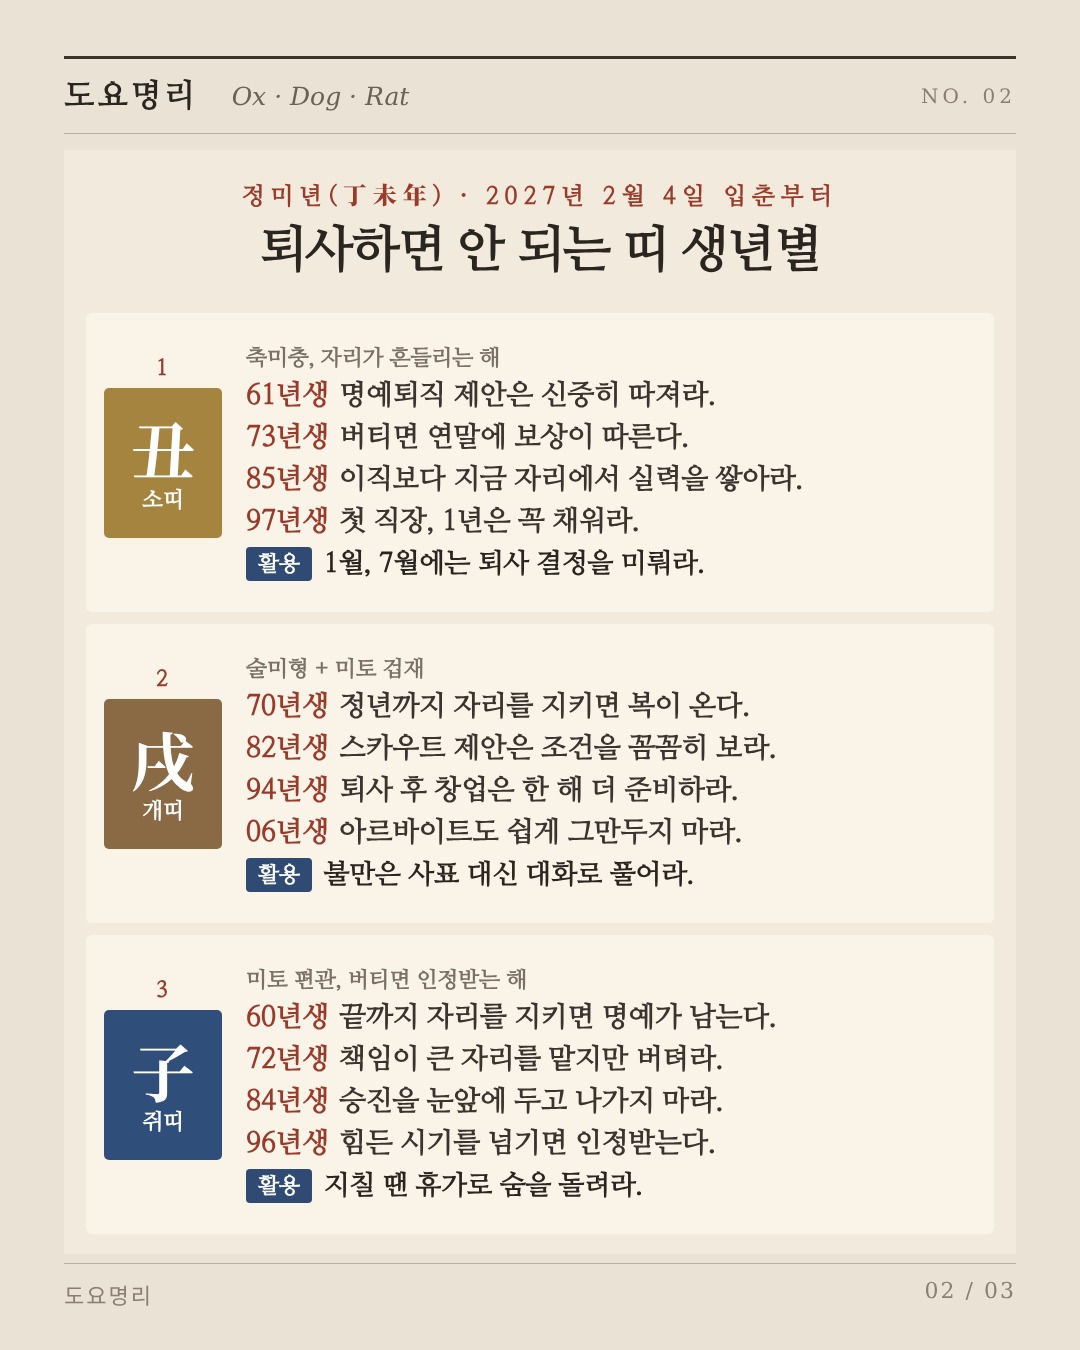 도요명리 Ox · Dog · Rat NO. 02
정미년(丁未年) · 2027년 2월 4일 입춘부터
퇴사하면 안 되는 띠 생년별
1
丑
소띠
축미충, 자리가 흔들리는 해
61년생 명예퇴직 제안은 신중히 따져라.
73년생 버티면 연말에 보상이 따른다.
85년생 이직보다 지금 자리에서 실력을 쌓아라.
97년생 첫 직장, 1년은 꼭 채워라.
활용 1월, 7월에는 퇴사 결정을 미뤄라.
2
戌
개띠
술미형 + 미토 겁재
70년생 정년까지 자리를 지키면 복이 온다.
82년생 스카우트 제안은 조건을 꼼꼼히 보라.
94년생 퇴사 후 창업은 한 해 더 준비하라.
06년생 아르바이트도 쉽게 그만두지 마라.
활용 불만은 사표 대신 대화로 풀어라.
3
子
쥐띠
미토 편관, 버티면 인정받는 해
60년생 끝까지 자리를 지키면 명예가 남는다.
72년생 책임이 큰 자리를 맡지만 버텨라.
84년생 승진을 눈앞에 두고 나가지 마라.
96년생 힘든 시기를 넘기면 인정받는다.
활용 지칠 땐 휴가로 숨을 돌려라.
도요명리 02 / 03